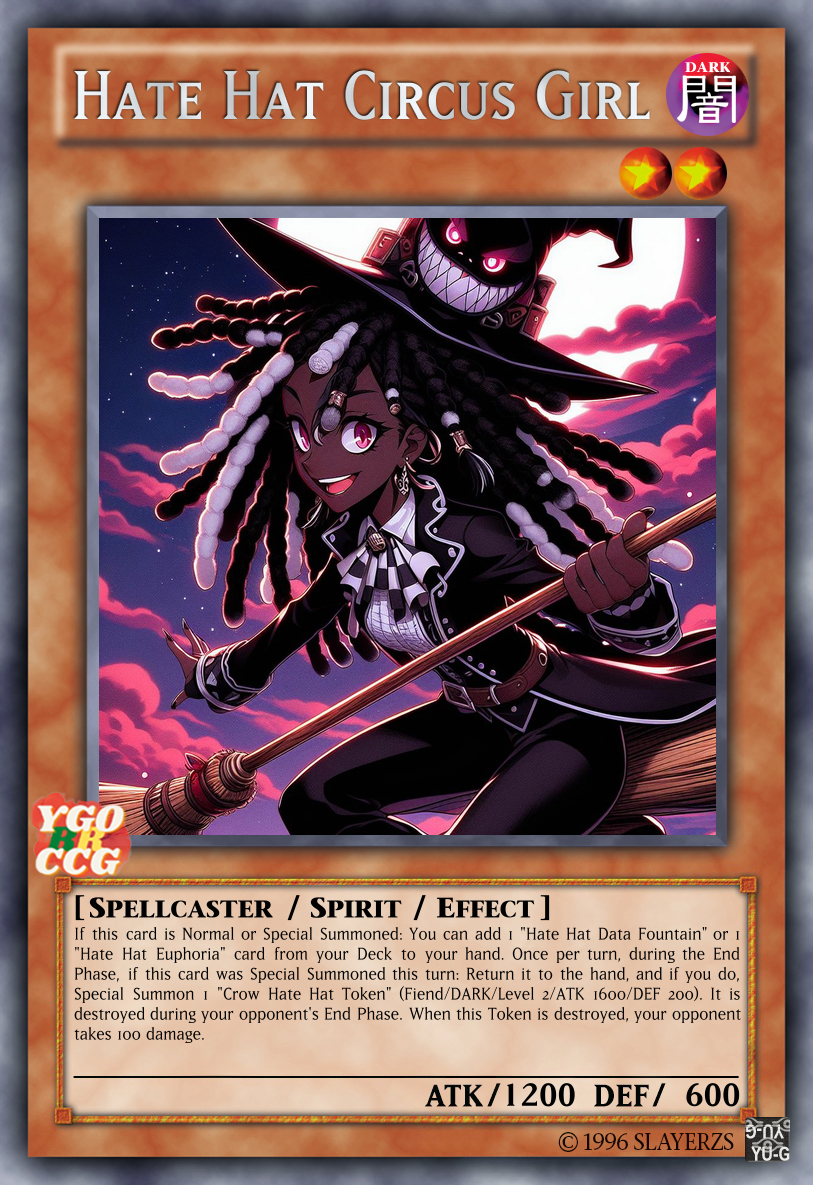 Hate Hat Circus Girl
DARK
闇
YGO
RR
CCG
[ Spellcaster / Spirit / Effect ]
If this card is Normal or Special Summoned: You can add 1 "Hate Hat Data Fountain" or 1
"Hate Hat Euphoria" card from your Deck to your hand. Once per turn, during the End
Phase, if this card was Special Summoned this turn: Return it to the hand, and if you do,
Special Summon 1 "Crow Hate Hat Token" (Fiend/DARK/Level 2/ATK 1600/DEF 200). It is
destroyed during your opponent's End Phase. When this Token is destroyed, your opponent
takes 100 damage.
ATK/1200 DEF/ 600
© 1996 SLAYERZS
YU-G
YU-G